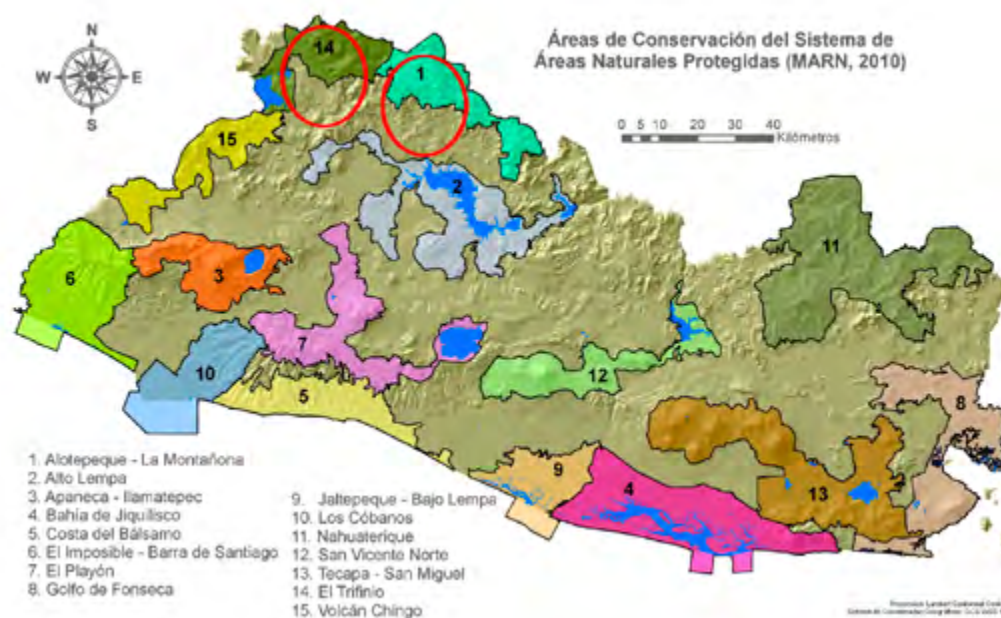 Áreas de Conservación del Sistema de
Áreas Naturales Protegidas (MARN, 2010)
N
W E
S
0 5 10 20 30 40
Kilómetros
14
1
15
2
11
6
3
7
10
12
5
8
9
4
13
1. Alotepeque - La Montañona
2. Alto Lempa
3. Apaneca - Ilamatepec
4. Bahía de Jiquilisco
5. Costa del Bálsamo
6. El Imposible - Barra de Santiago
7. El Playón
8. Golfo de Fonseca
9. Jaltepeque - Bajo Lempa
10. Los Cóbanos
11. Nahuaterique
12. San Vicente Norte
13. Tecapa - San Miguel
14. El Trifinio
15. Volcán Chingo